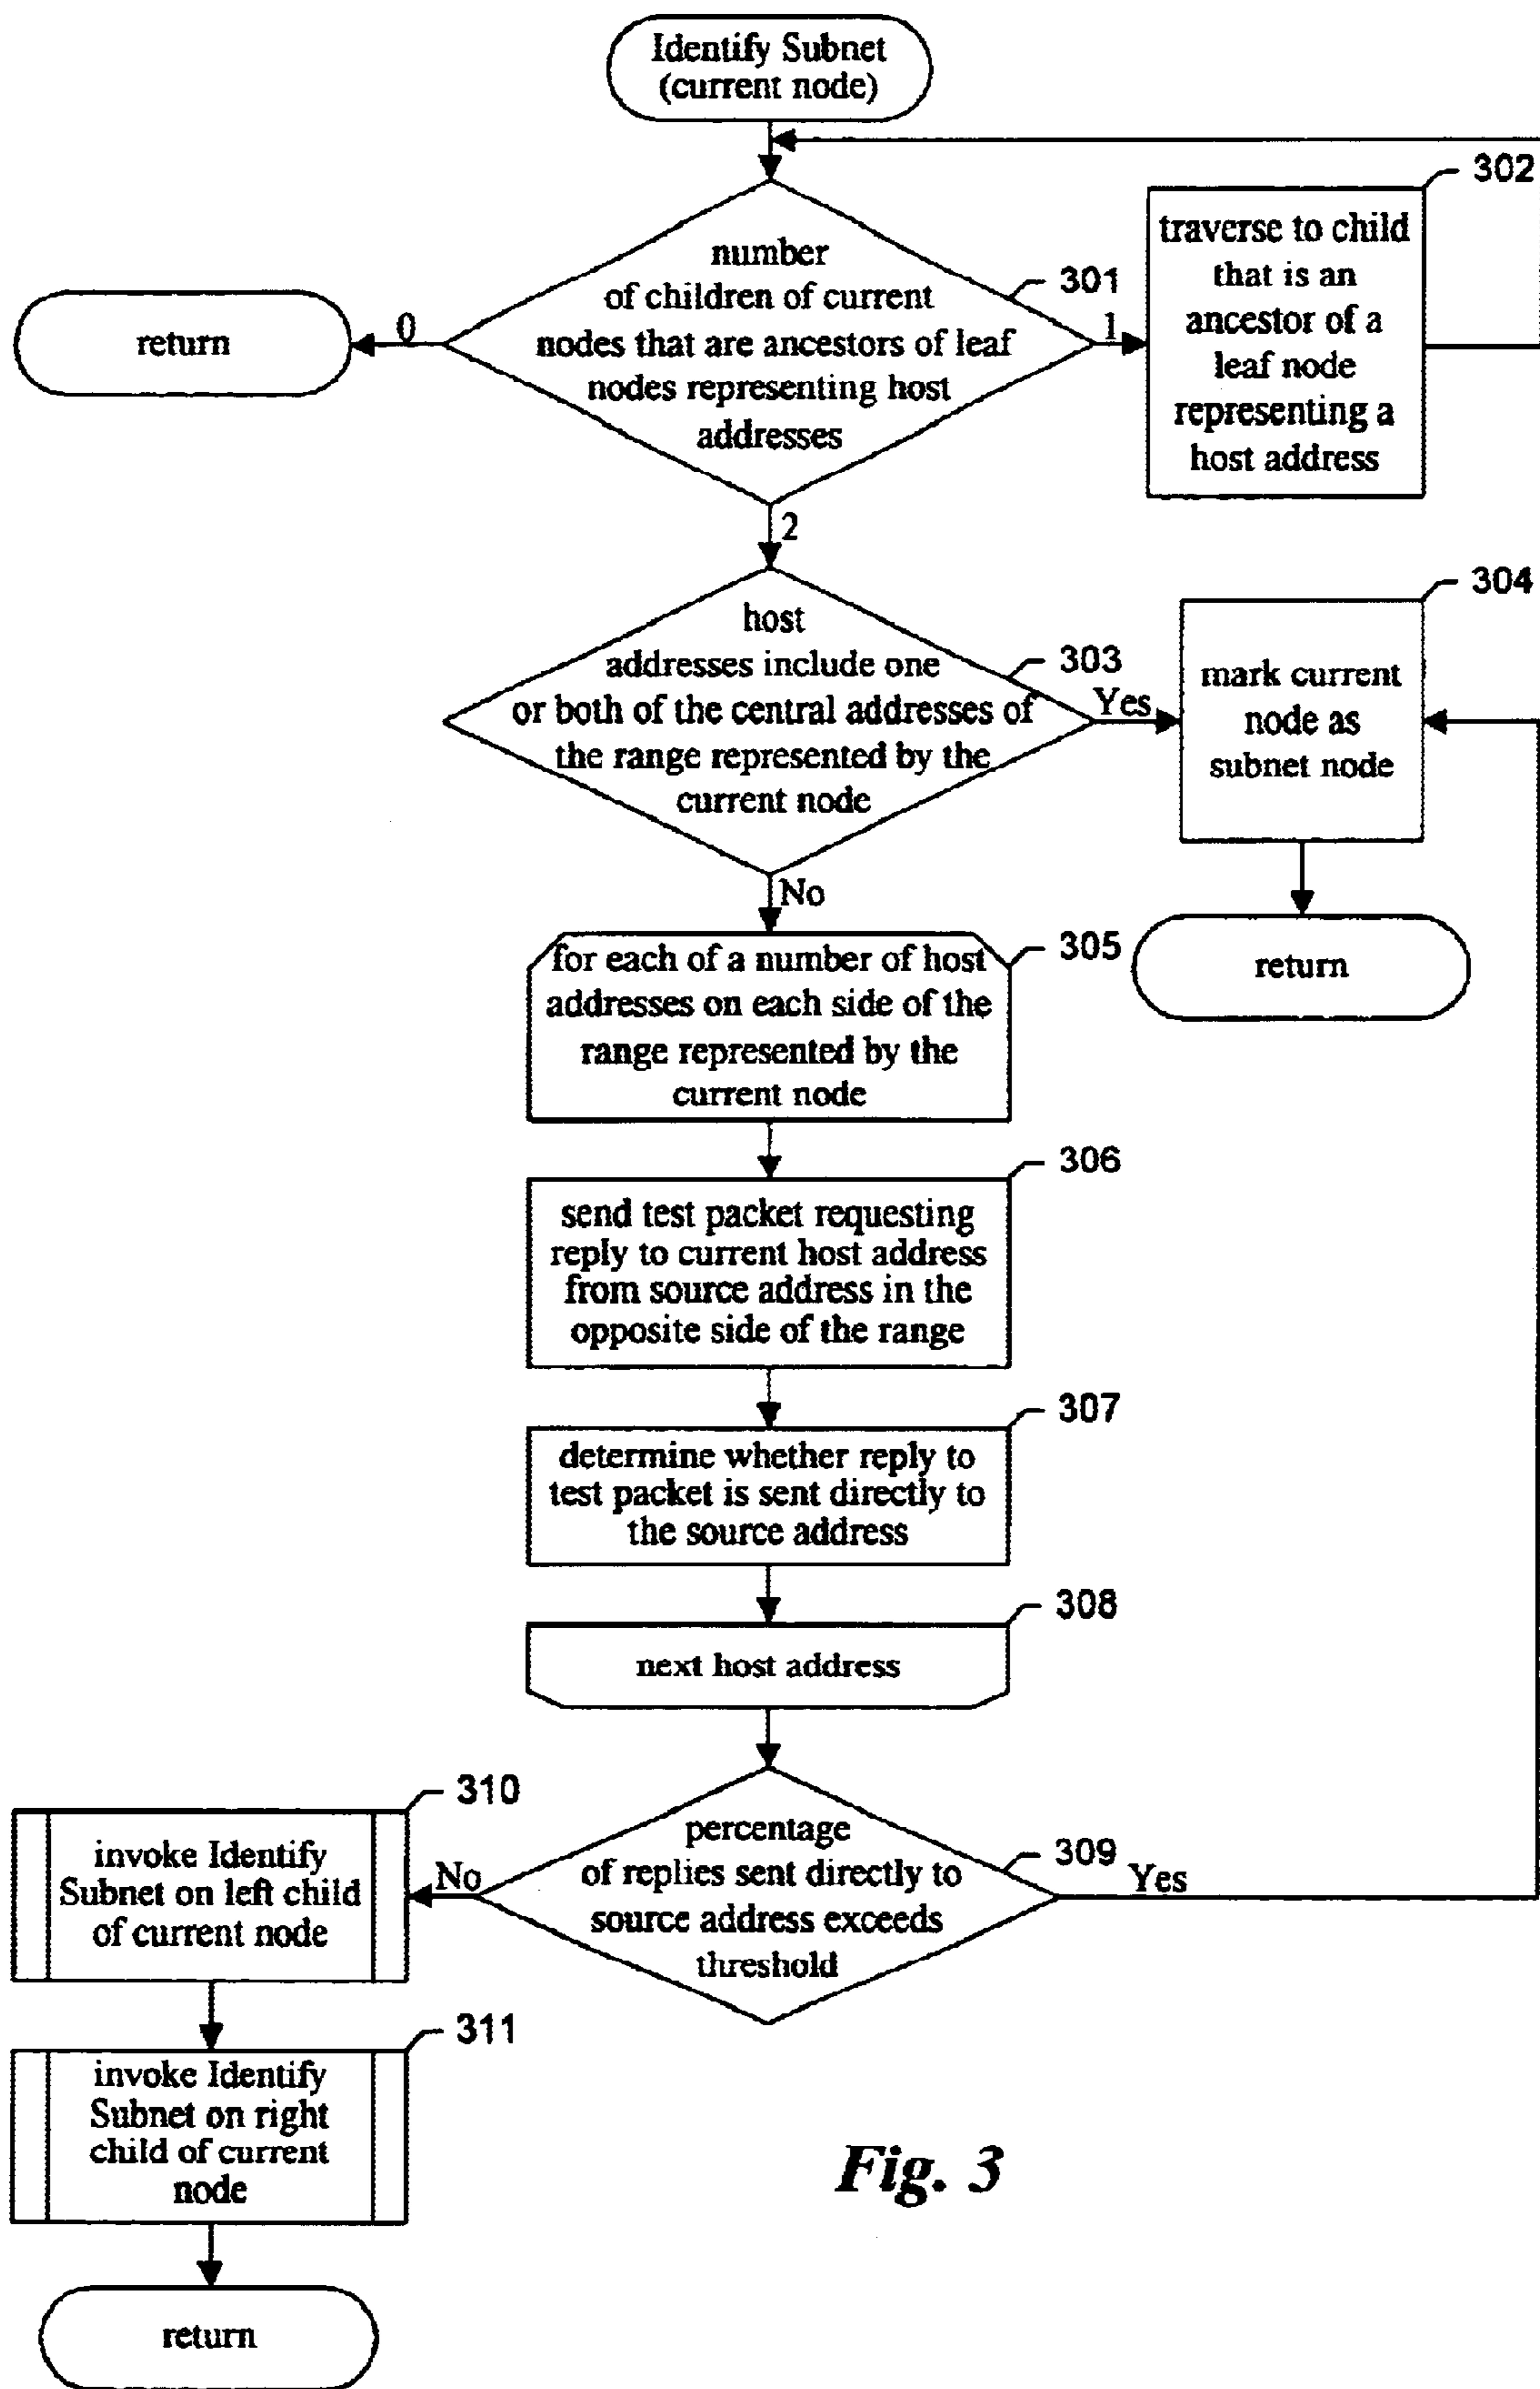 Identify Subnet
(current node)
302
traverse to child
that is an
ancestor of a
leaf node
representing a
host address
number
of children of current
nodes that are ancestors of leaf
nodes representing host
addresses
301
0
1
return
2
304
host
addresses include one
or both of the central addresses of
the range represented by the
current node
303
Yes
mark current
node as
subnet node
No
return
for each of a number of host
addresses on each side of the
range represented by the
current node
305
306
send test packet requesting
reply to current host address
from source address in the
opposite side of the range
307
determine whether reply to
test packet is sent directly to
the source address
308
next host address
310
percentage
of replies sent directly to
source address exceeds
threshold
309
Yes
No
invoke Identify
Subnet on left child
of current node
311
invoke Identify
Subnet on right
child of current
node
return
Fig. 3